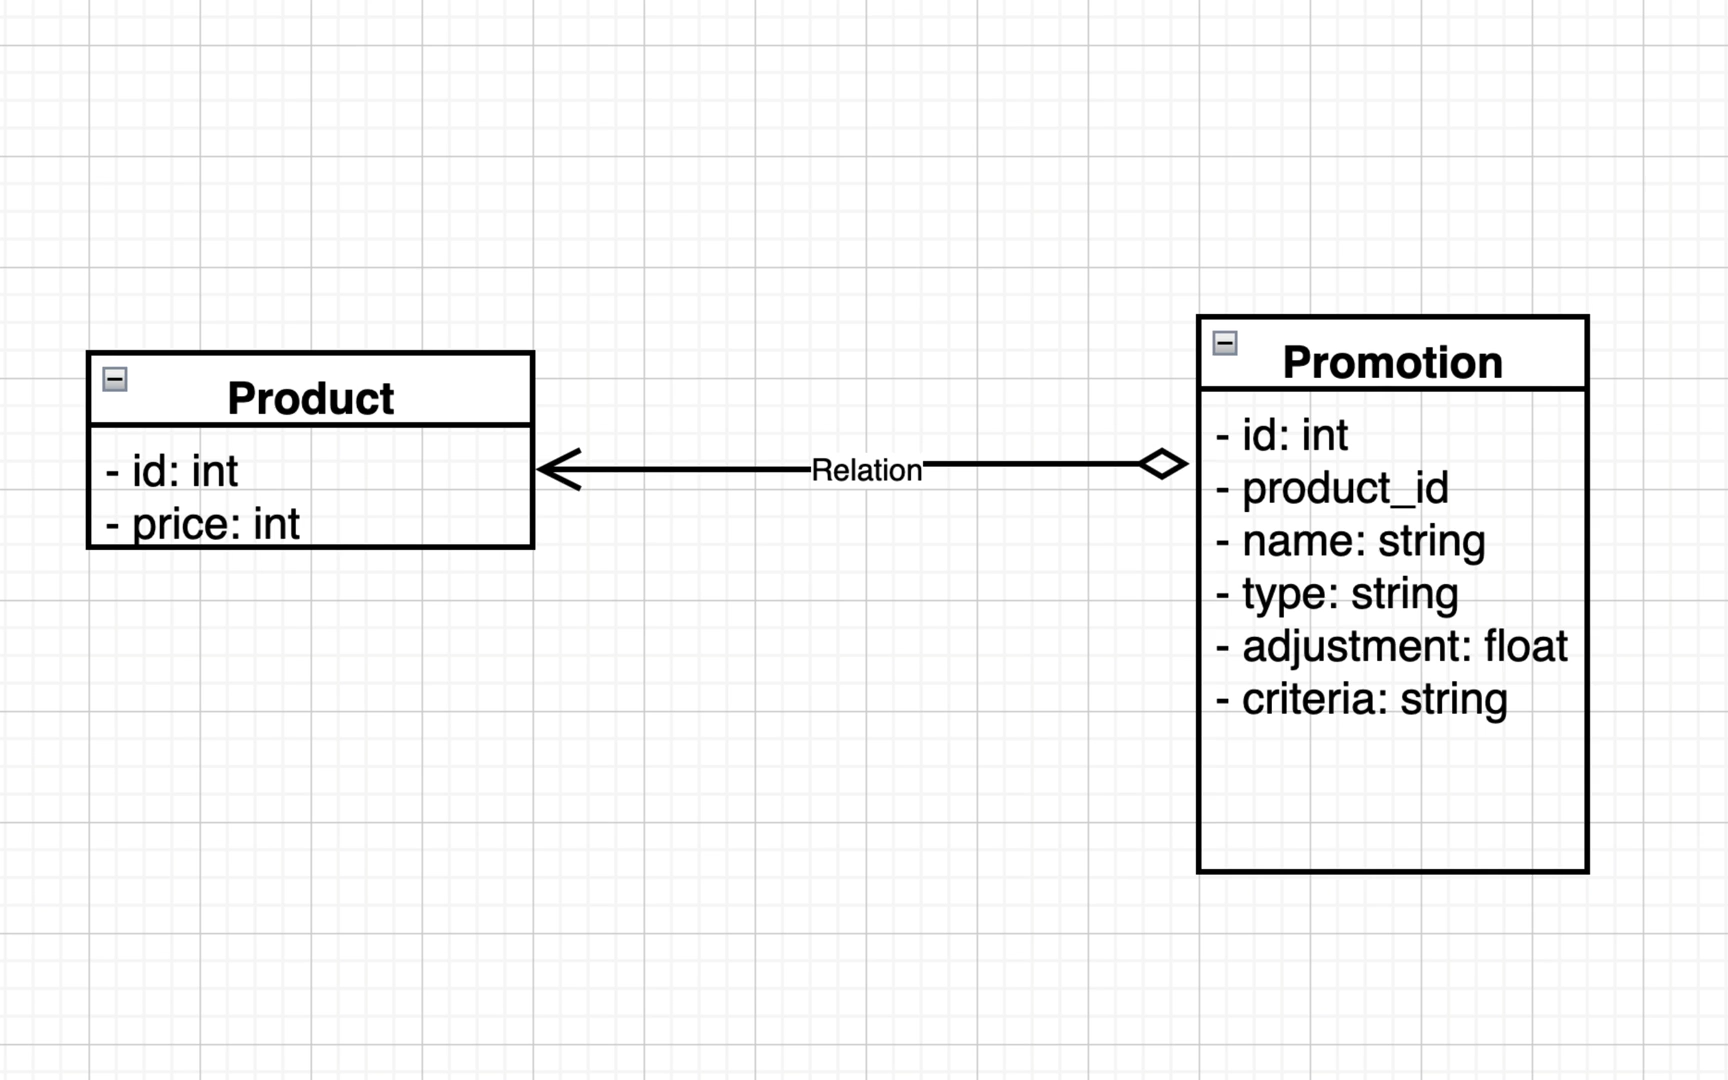 Product
- id: int
- price: int
Relation
Promotion
- id: int
- product_id
- name: string
- type: string
- adjustment: float
- criteria: string